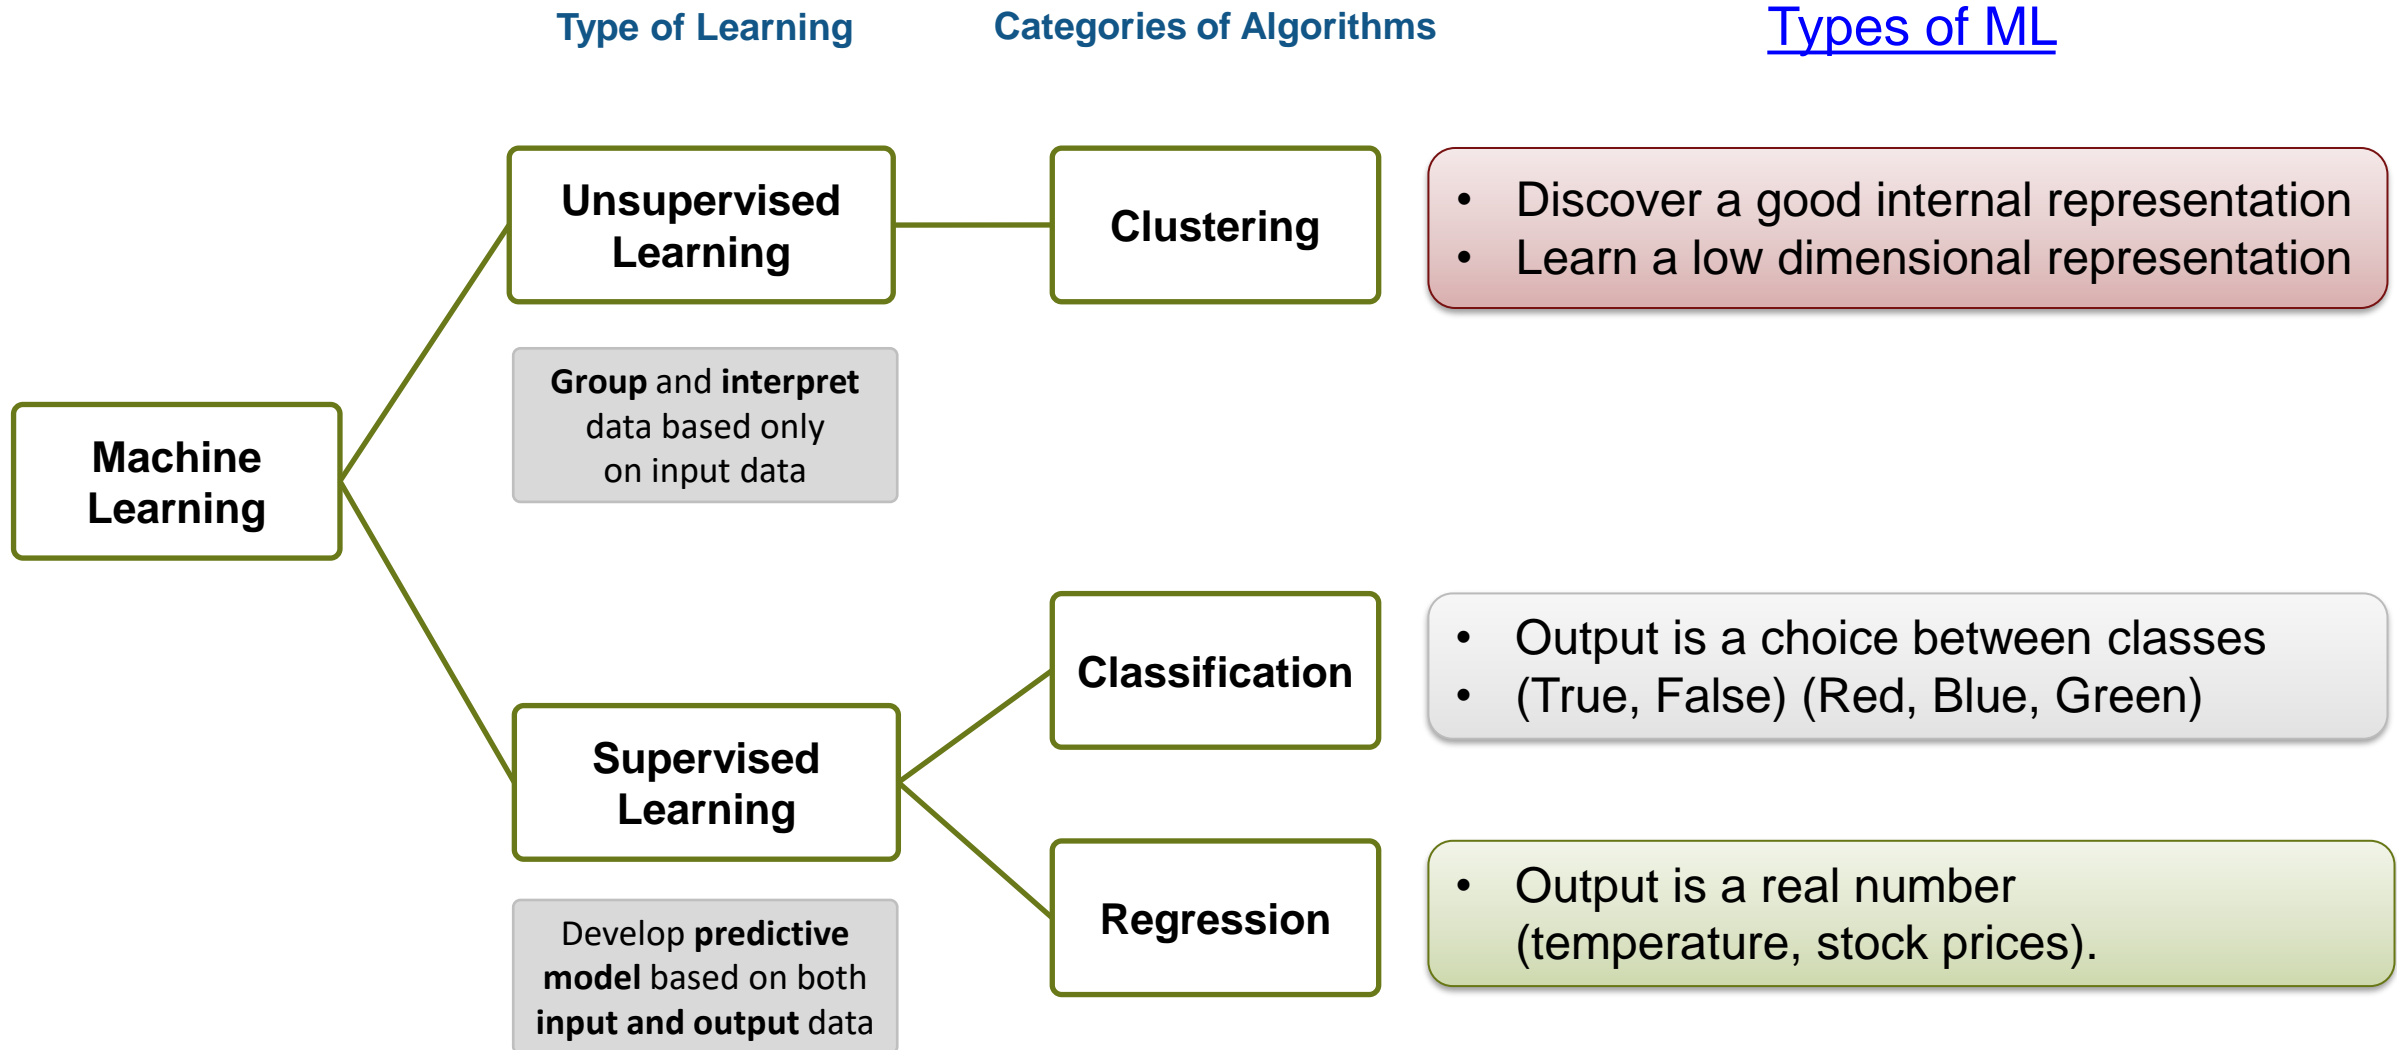 Type of Learning
Categories of Algorithms
Types of ML
Unsupervised
Learning
Clustering
• Discover a good internal representation
• Learn a low dimensional representation
Group and interpret
data based only
on input data
Machine
Learning
Classification
• Output is a choice between classes
• (True, False) (Red, Blue, Green)
Supervised
Learning
Regression
• Output is a real number
(temperature, stock prices).
Develop predictive
model based on both
input and output data